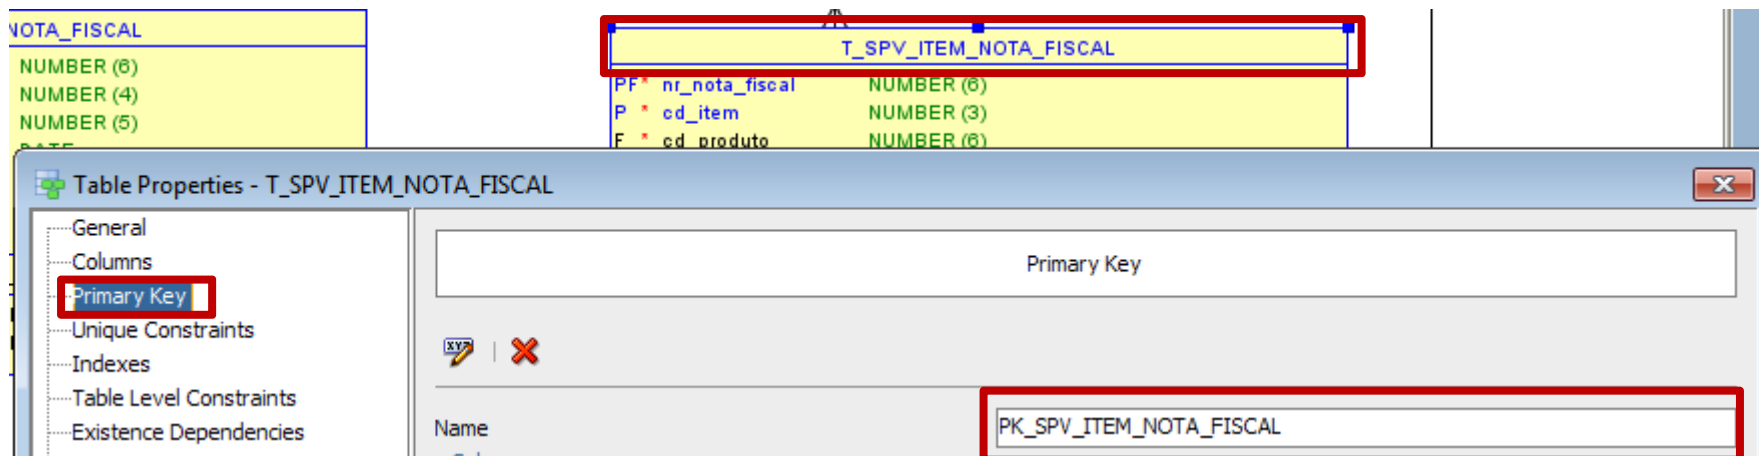 NOTA_FISCAL
NUMBER (6)
NUMBER (4)
NUMBER (5)
DATE
T_SPV_ITEM_NOTA_FISCAL
PF* nr_nota_fiscal NUMBER (6)
P * cd_item NUMBER (3)
F * cd_produto NUMBER (6)
Table Properties - T_SPV_ITEM_NOTA_FISCAL
General
Columns
Primary Key
Unique Constraints
Indexes
Table Level Constraints
Existence Dependencies
Primary Key
Name PK_SPV_ITEM_NOTA_FISCAL